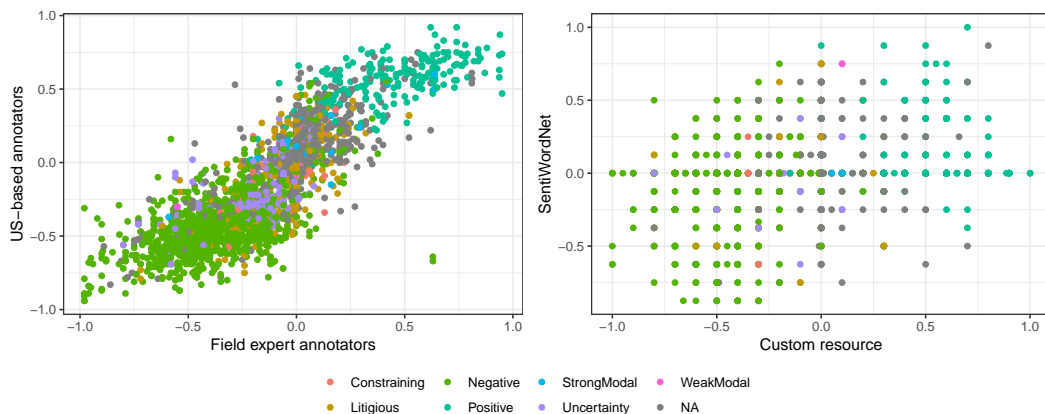 1.0
0.5
0.0
−0.5
−1.0
US−based annotators
−1.0 −0.5 0.0 0.5 1.0
Field expert annotators
1.0
0.5
0.0
−0.5
SentiWordNet
−1.0 −0.5 0.0 0.5 1.0
Custom resource
Constraining Negative StrongModal WeakModal
Litigious Positive Uncertainty NA